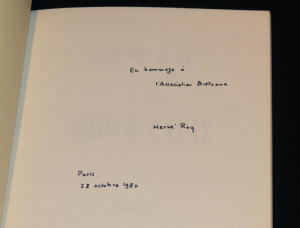 En hommage à
l'Association Bretonne
Hervé Roy
Paris
28 octobre 1980